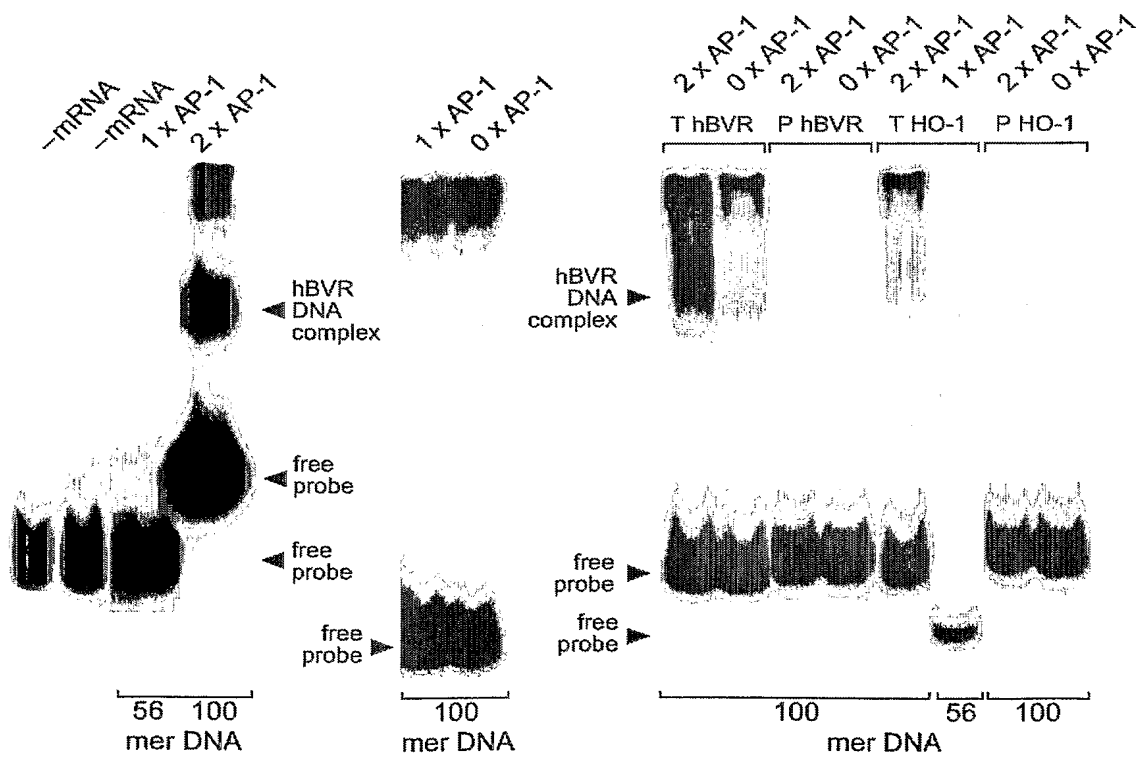 –mRNA
–mRNA
1 x AP-1
2 x AP-1
hBVR
DNA
complex
free
probe
free
probe
56 100
mer DNA
1 x AP-1
0 x AP-1
free
probe
100
mer DNA
2 x AP-1
0 x AP-1
2 x AP-1
0 x AP-1
2 x AP-1
1 x AP-1
2 x AP-1
0 x AP-1
T hBVR P hBVR T HO-1 P HO-1
hBVR
DNA
complex
free
probe
free
probe
100 56 100
mer DNA